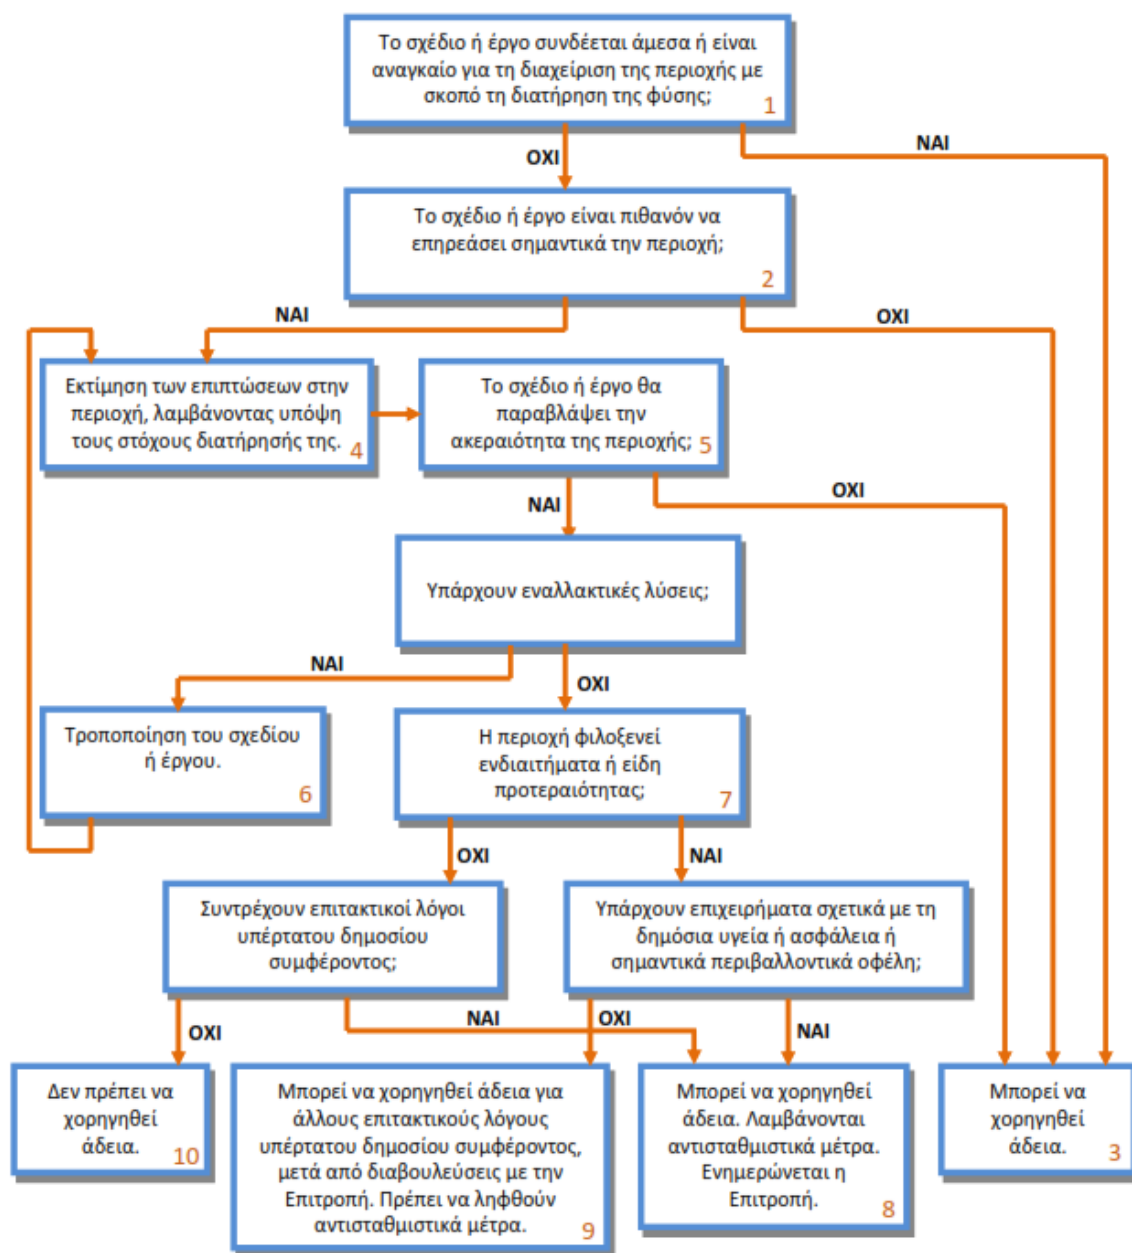 Το σχέδιο ή έργο συνδέεται άμεσα ή είναι
αναγκαίο για τη διαχείριση της περιοχής με
σκοπό τη διατήρηση της φύσης;
1
ΟΧΙ
ΝΑΙ
Το σχέδιο ή έργο είναι πιθανόν να
επηρεάσει σημαντικά την περιοχή;
2
ΝΑΙ
ΟΧΙ
Εκτίμηση των επιπτώσεων στην
περιοχή, λαμβάνοντας υπόψη
τους στόχους διατήρησής της.
4
Το σχέδιο ή έργο θα
παραβλάψει την
ακεραιότητα της περιοχής;
5
ΝΑΙ
ΟΧΙ
Υπάρχουν εναλλακτικές λύσεις;
ΝΑΙ
ΟΧΙ
Τροποποίηση του σχεδίου
ή έργου.
6
Η περιοχή φιλοξενεί
ενδιαιτήματα ή είδη
προτεραιότητας;
7
ΟΧΙ
ΝΑΙ
Συντρέχουν επιτακτικοί λόγοι
υπέρτατου δημοσίου
συμφέροντος;
Υπάρχουν επιχειρήματα σχετικά με τη
δημόσια υγεία ή ασφάλεια ή
σημαντικά περιβαλλοντικά οφέλη;
ΟΧΙ
ΝΑΙ
ΟΧΙ
ΝΑΙ
Δεν πρέπει να
χορηγηθεί
άδεια.
10
Μπορεί να χορηγηθεί άδεια για
άλλους επιτακτικούς λόγους
υπέρτατου δημοσίου συμφέροντος,
μετά από διαβουλεύσεις με την
Επιτροπή. Πρέπει να ληφθούν
αντισταθμιστικά μέτρα.
9
Μπορεί να χορηγηθεί
άδεια. Λαμβάνονται
αντισταθμιστικά μέτρα.
Ενημερώνεται η
Επιτροπή.
8
Μπορεί να
χορηγηθεί
άδεια.
3